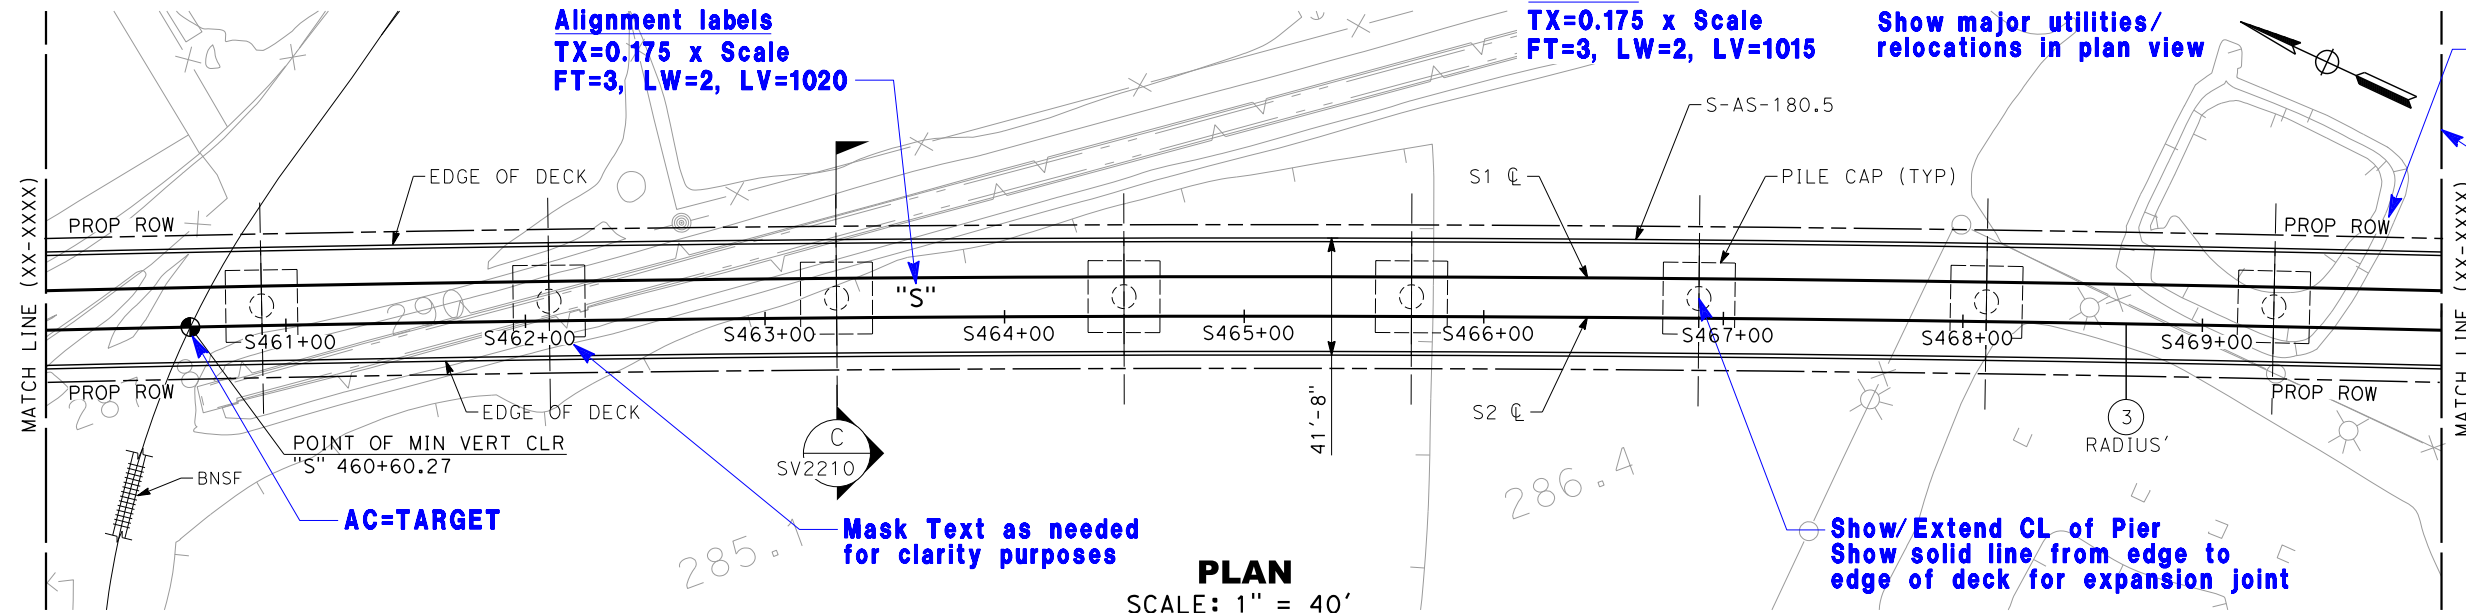 Alignment labels
TX=0.175 x Scale
FT=3, LW=2, LV=1020
TX=0.175 x Scale
FT=3, LW=2, LV=1015
Show major utilities/
relocations in plan view
S-AS-180.5
EDGE OF DECK
S1 ℄
PILE CAP (TYP)
MATCH LINE (XX-XXXX)
PROP ROW
PROP ROW
MATCH LINE (XX-XXXX)
290
"S"
S461+00
S462+00
S463+00
S464+00
S465+00
S466+00
S467+00
S468+00
S469+00
PROP ROW
PROP ROW
EDGE OF DECK
S2 ℄
41'-8"
3
RADIUS'
POINT OF MIN VERT CLR
"S" 460+60.27
C
SV2210
BNSF
286.4
AC=TARGET
Mask Text as needed
for clarity purposes
285.1
Show/Extend CL of Pier
Show solid line from edge to
edge of deck for expansion joint
PLAN
SCALE: 1" = 40'